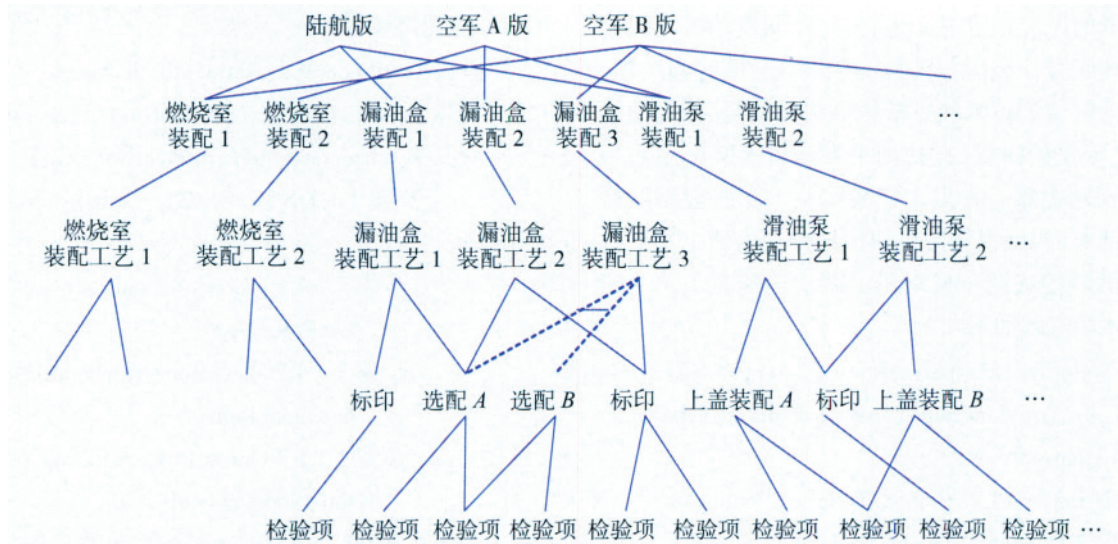 陆航版 空军 A 版 空军 B 版
燃烧室 燃烧室 漏油盒 漏油盒 漏油盒 滑油泵 滑油泵
装配 1 装配 2 装配 1 装配 2 装配 3 装配 1 装配 2 …
燃烧室 燃烧室 漏油盒 漏油盒 漏油盒 滑油泵 滑油泵
装配工艺 1 装配工艺 2 装配工艺 1 装配工艺 2 装配工艺 3 装配工艺 1 装配工艺 2 …
标印 选配 A 选配 B 标印 上盖装配 A 标印 上盖装配 B …
检验项 检验项 检验项 检验项 检验项 检验项 检验项 检验项 检验项 检验项 …